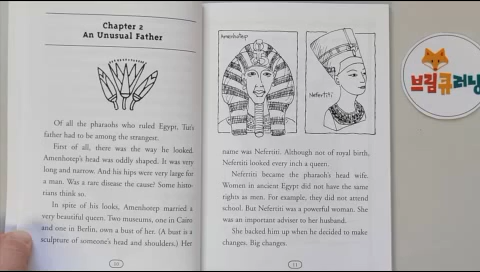 Chapter 2
An Unusual Father
Of all the pharaohs who ruled Egypt, Tut's
father had to be among the strangest.
First of all, there was the way he looked.
Amenhotep's head was oddly shaped. It was very
long and narrow. And his hips were very large for
a man. Was a rare disease the cause? Some histo-
rians think so.
In spite of his looks, Amenhotep married a
very beautiful queen. Two museums, one in Cairo
and one in Berlin, own a bust of her. (A bust is a
sculpture of someone's head and shoulders.) Her
10
Amenhotep
Nefertiti
name was Nefertiti. Although not of royal birth,
Nefertiti looked every inch a queen.
Nefertiti became the pharaoh's head wife.
Women in ancient Egypt did not have the same
rights as men. For example, they did not attend
school. But Nefertiti was a powerful woman. She
was an important adviser to her husband.
She backed him up when he decided to make
changes. Big changes.
11
브림큐러닝